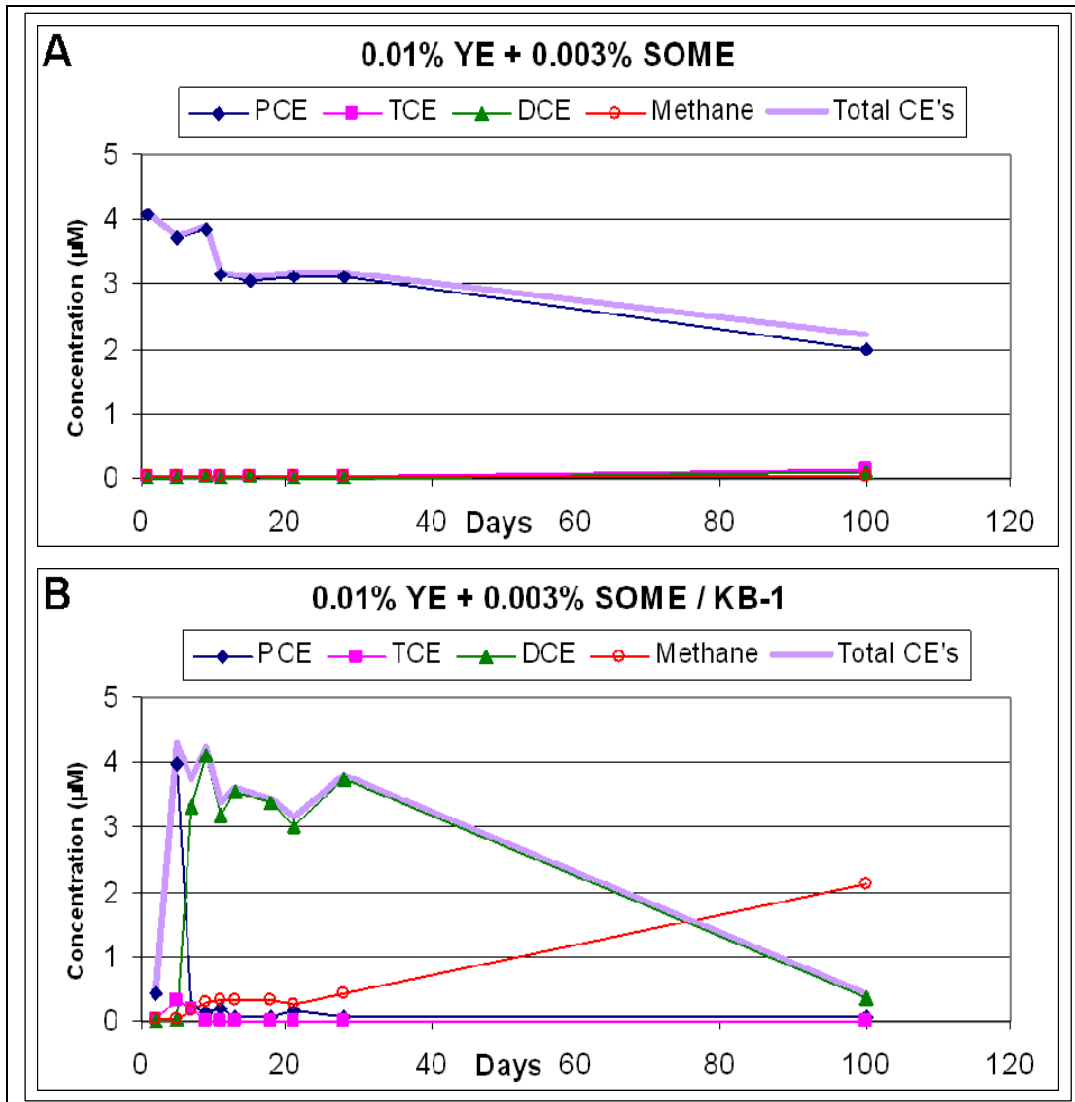 A
0.01% YE + 0.003% SOME
PCE TCE DCE Methane Total CE's
Concentration (µM)
5
4
3
2
1
0
0 20 40 60 80 100 120
Days
B
0.01% YE + 0.003% SOME / KB-1
PCE TCE DCE Methane Total CE's
Concentration (µM)
5
4
3
2
1
0
0 20 40 60 80 100 120
Days